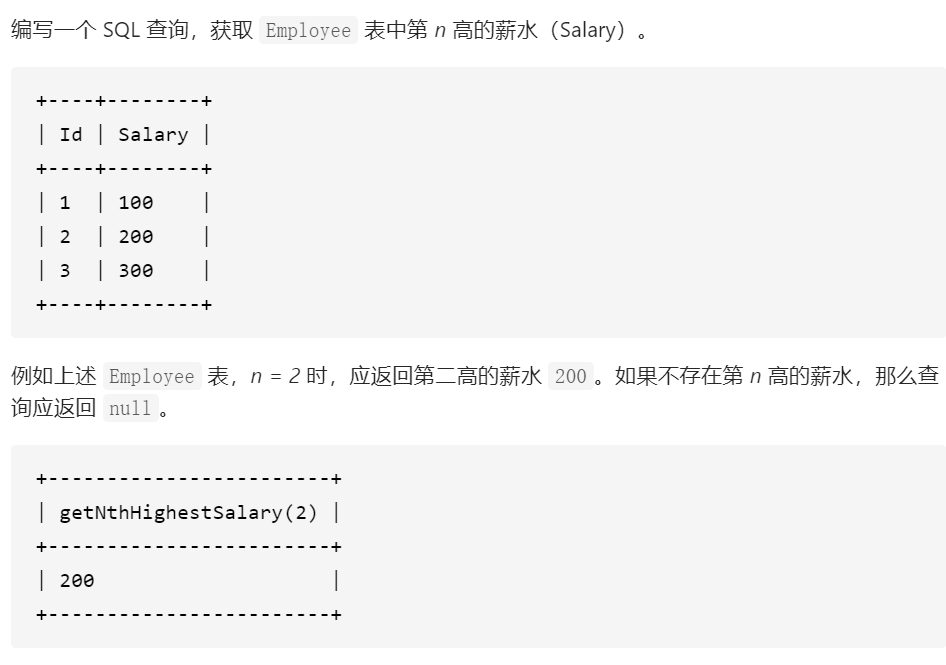 编写一个 SQL 查询，获取 Employee 表中第 n 高的薪水（Salary）。
+----+--------+
| Id | Salary |
+----+--------+
| 1  | 100    |
| 2  | 200    |
| 3  | 300    |
+----+--------+
例如上述 Employee 表，n = 2 时，应返回第二高的薪水 200。如果不存在第 n 高的薪水，那么查
询应返回 null。
+------------------------+
| getNthHighestSalary(2) |
+------------------------+
| 200                    |
+------------------------+